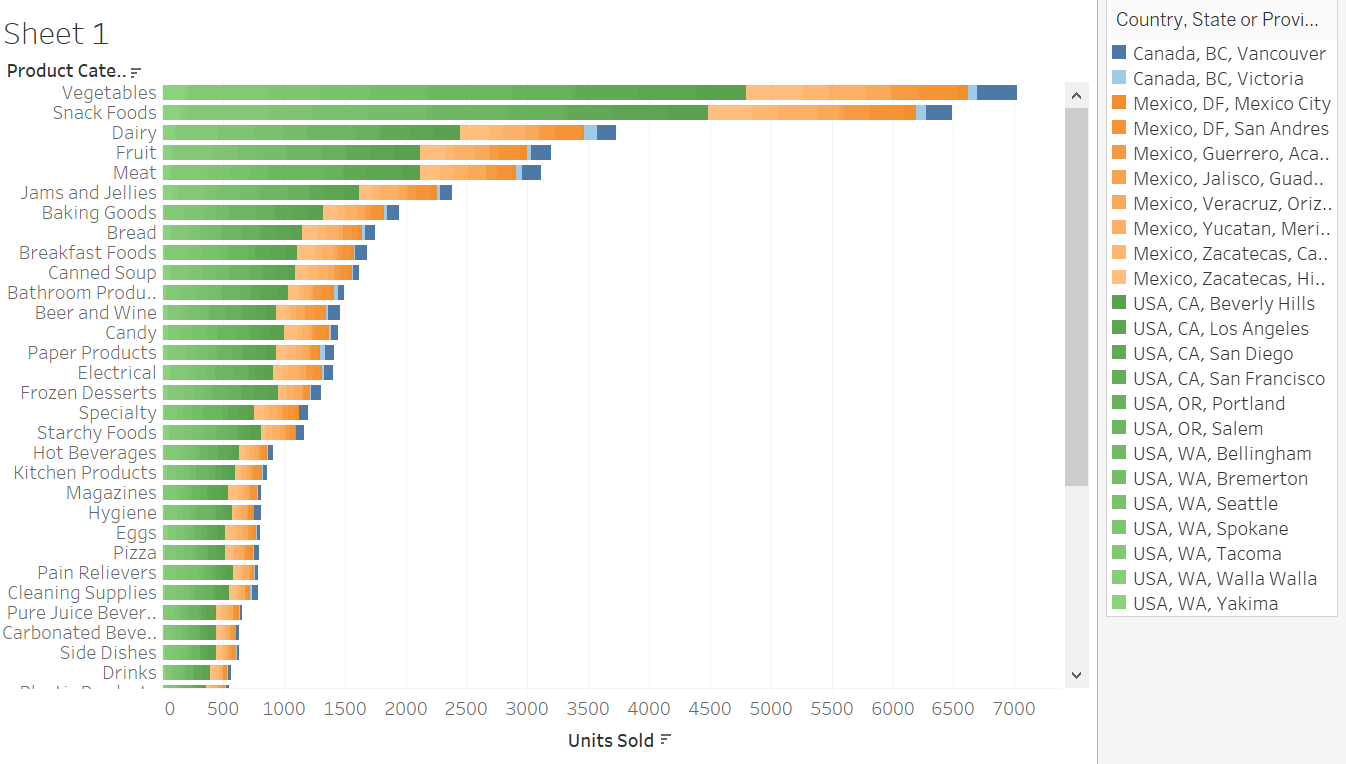 Sheet 1
Product Cate..
Vegetables
Snack Foods
Dairy
Fruit
Meat
Jams and Jellies
Baking Goods
Bread
Breakfast Foods
Canned Soup
Bathroom Produ..
Beer and Wine
Candy
Paper Products
Electrical
Frozen Desserts
Specialty
Starchy Foods
Hot Beverages
Kitchen Products
Magazines
Hygiene
Eggs
Pizza
Pain Relievers
Cleaning Supplies
Pure Juice Bever..
Carbonated Beve..
Side Dishes
Drinks
0 500 1000 1500 2000 2500 3000 3500 4000 4500 5000 5500 6000 6500 7000
Units Sold
Country, State or Provi...
Canada, BC, Vancouver
Canada, BC, Victoria
Mexico, DF, Mexico City
Mexico, DF, San Andres
Mexico, Guerrero, Aca..
Mexico, Jalisco, Guad..
Mexico, Veracruz, Oriz..
Mexico, Yucatan, Meri..
Mexico, Zacatecas, Ca..
Mexico, Zacatecas, Hi..
USA, CA, Beverly Hills
USA, CA, Los Angeles
USA, CA, San Diego
USA, CA, San Francisco
USA, OR, Portland
USA, OR, Salem
USA, WA, Bellingham
USA, WA, Bremerton
USA, WA, Seattle
USA, WA, Spokane
USA, WA, Tacoma
USA, WA, Walla Walla
USA, WA, Yakima